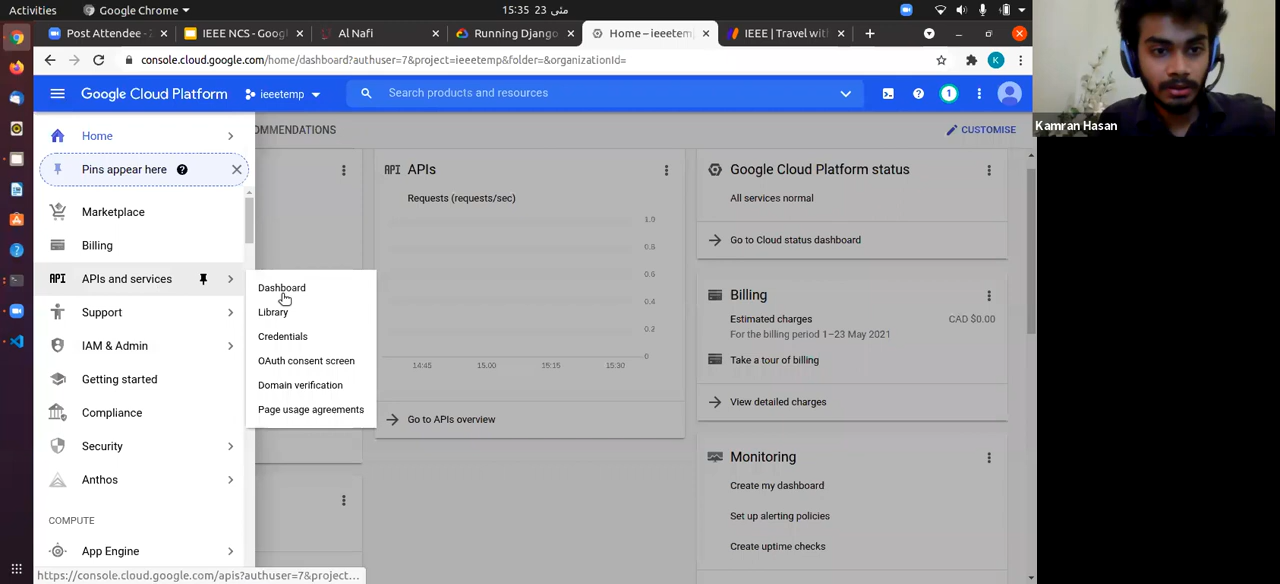 Activities
Google Chrome
15:35 23 مئی
Post Attendee - Z
IEEE NCS - Goog
Al Nafi
Running Django
Home – ieeetem
IEEE | Travel wit
console.cloud.google.com/home/dashboard?authuser=7&project=ieeetemp&folder=&organizationId=
K
Google Cloud Platform
ieeetemp
Search products and resources
1
Kamran Hasan
Home
OMMENDATIONS
CUSTOMISE
Pins appear here
Marketplace
Billing
API APIs and services
Support
IAM & Admin
Getting started
Compliance
Security
Anthos
COMPUTE
App Engine
Dashboard
Library
Credentials
OAuth consent screen
Domain verification
Page usage agreements
API APIs
Requests (requests/sec)
1.0
0.8
0.6
0.4
0.2
0
14:45 15:00 15:15 15:30
Go to APIs overview
Google Cloud Platform status
All services normal
Go to Cloud status dashboard
Billing
Estimated charges CAD $0.00
For the billing period 1–23 May 2021
Take a tour of billing
View detailed charges
Monitoring
Create my dashboard
Set up alerting policies
Create uptime checks
https://console.cloud.google.com/apis?authuser=7&project...